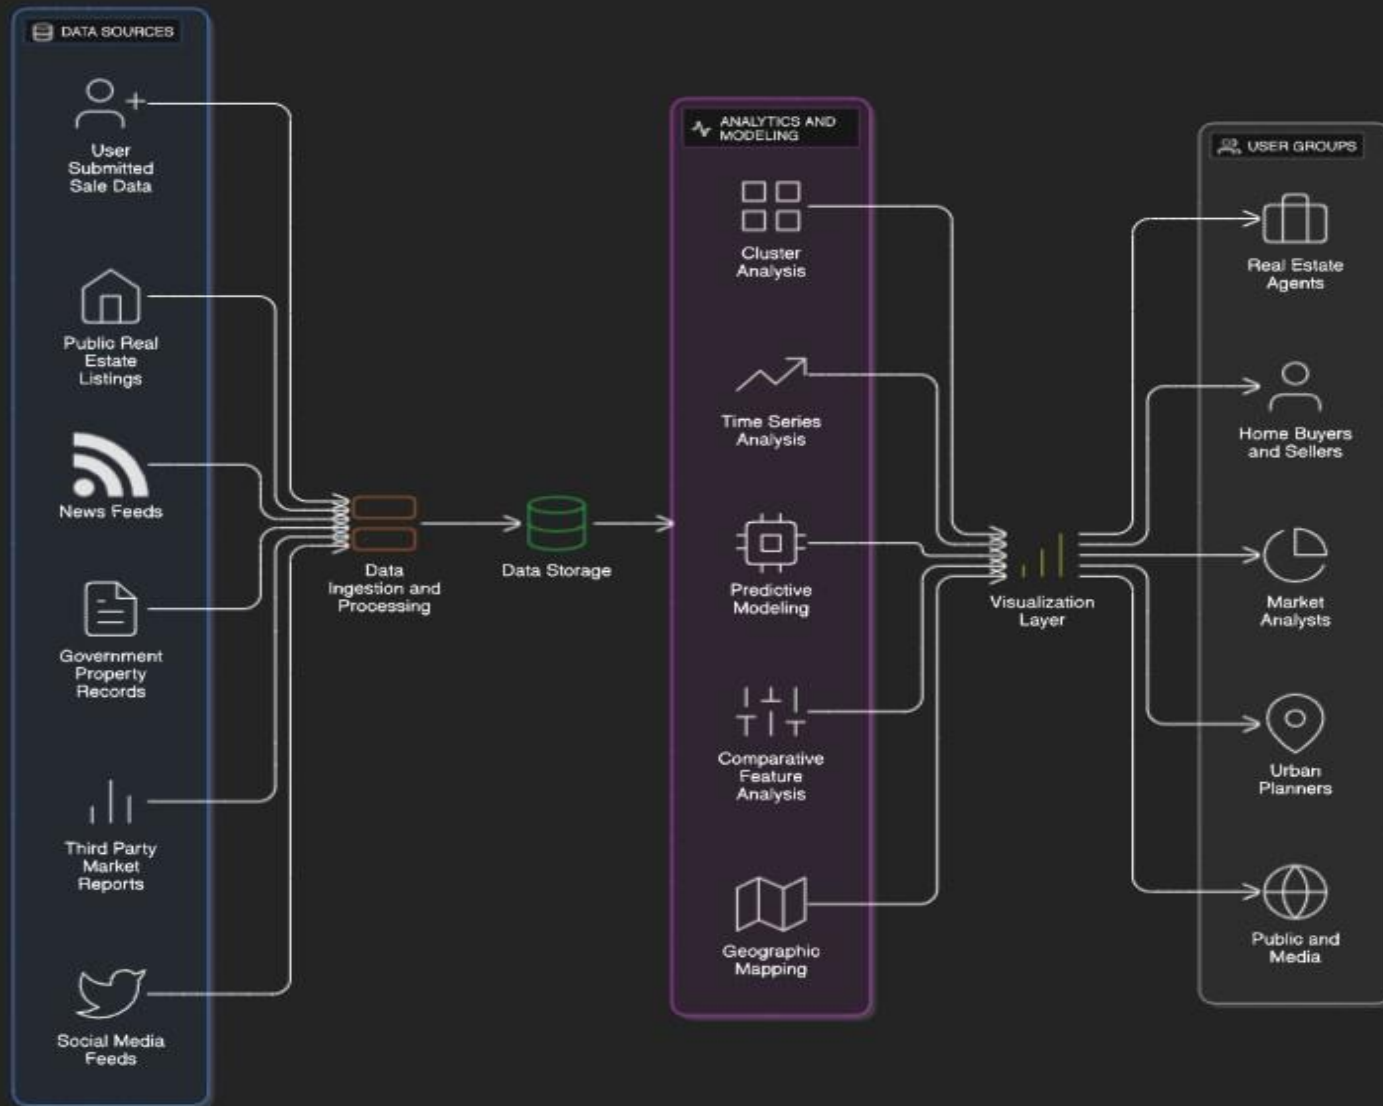 DATA SOURCES
User
Submitted
Sale Data
Public Real
Estate
Listings
News Feeds
Government
Property
Records
Third Party
Market
Reports
Social Media
Feeds
Data
Ingestion and
Processing
Data Storage
ANALYTICS AND
MODELING
Cluster
Analysis
Time Series
Analysis
Predictive
Modeling
Comparative
Feature
Analysis
Geographic
Mapping
Visualization
Layer
USER GROUPS
Real Estate
Agents
Home Buyers
and Sellers
Market
Analysts
Urban
Planners
Public and
Media